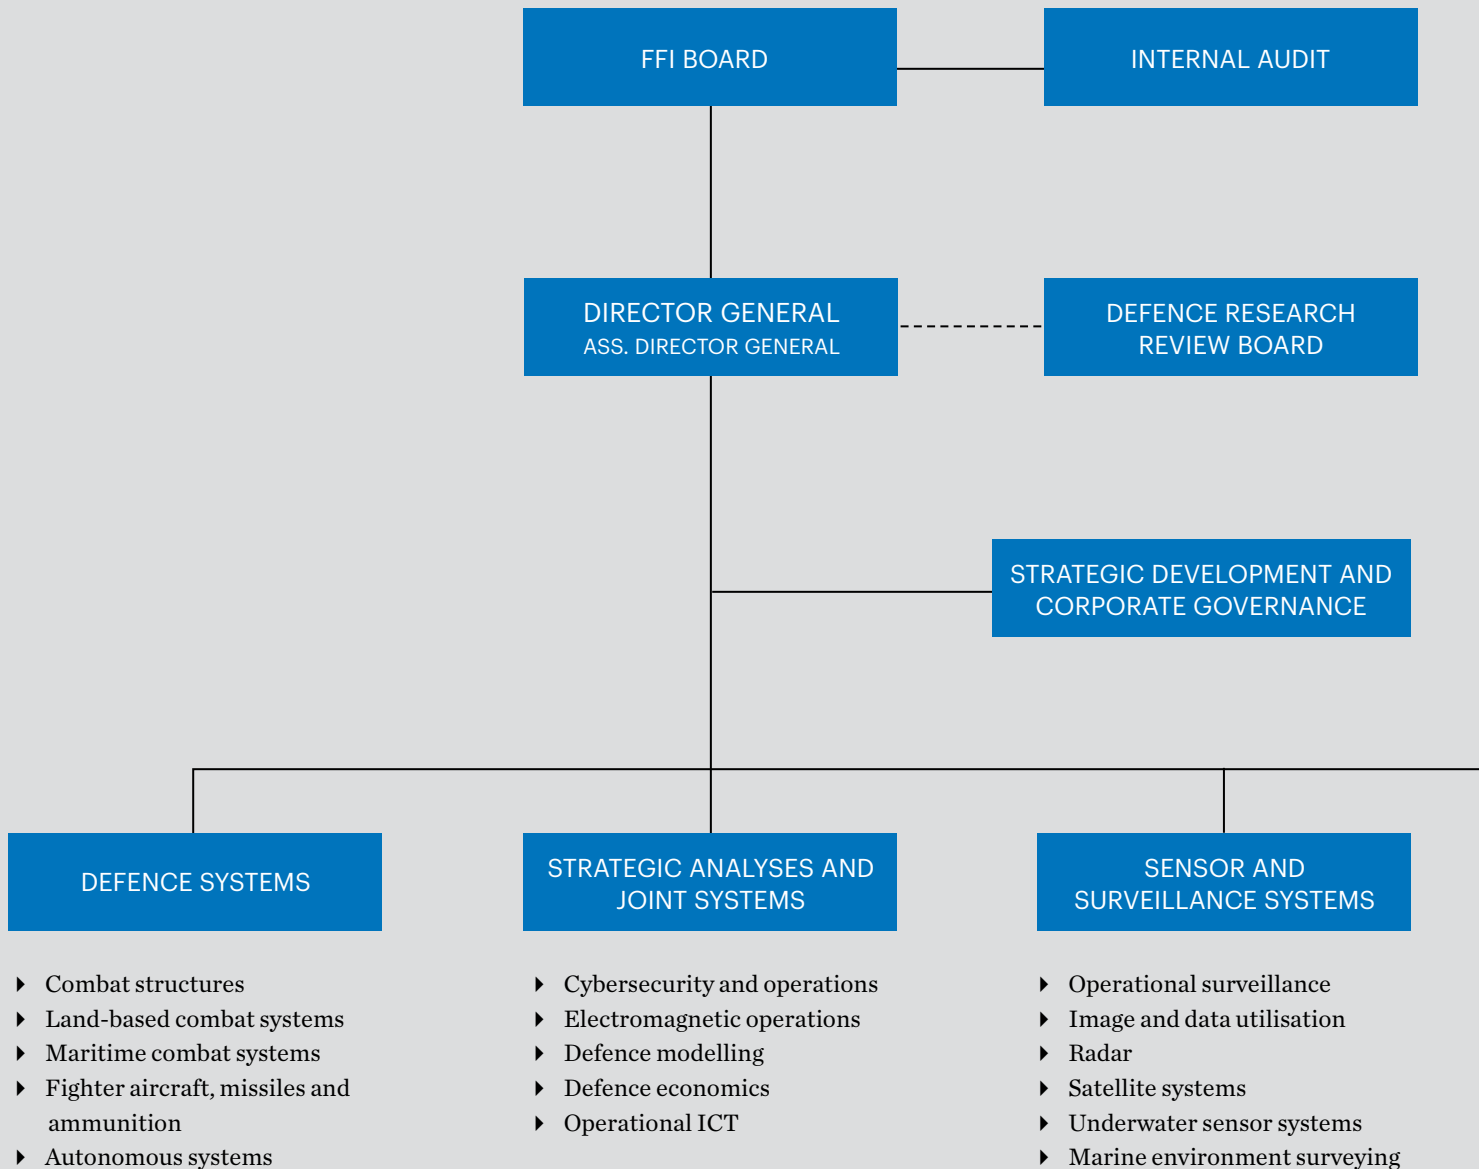 FFI BOARD
INTERNAL AUDIT
DIRECTOR GENERAL
ASS. DIRECTOR GENERAL
DEFENCE RESEARCH
REVIEW BOARD
STRATEGIC DEVELOPMENT AND
CORPORATE GOVERNANCE
DEFENCE SYSTEMS
Combat structures
Land-based combat systems
Maritime combat systems
Fighter aircraft, missiles and
ammunition
Autonomous systems
STRATEGIC ANALYSES AND
JOINT SYSTEMS
Cybersecurity and operations
Electromagnetic operations
Defence modelling
Defence economics
Operational ICT
SENSOR AND
SURVEILLANCE SYSTEMS
Operational surveillance
Image and data utilisation
Radar
Satellite systems
Underwater sensor systems
Marine environment surveying